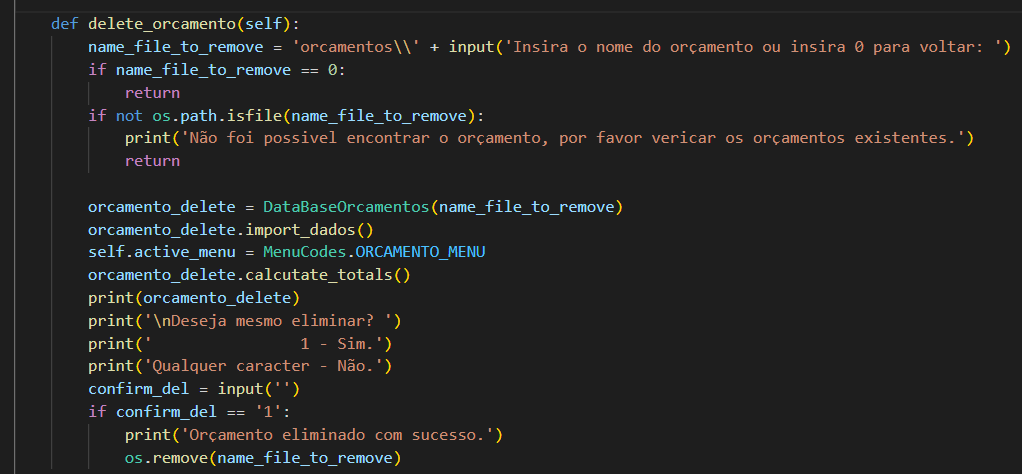 def delete_orcamento(self):
    name_file_to_remove = 'orcamentos\\' + input('Insira o nome do orçamento ou insira 0 para voltar: ')
    if name_file_to_remove == 0:
        return
    if not os.path.isfile(name_file_to_remove):
        print('Não foi possivel encontrar o orçamento, por favor vericar os orçamentos existentes.')
        return

    orcamento_delete = DataBaseOrcamentos(name_file_to_remove)
    orcamento_delete.import_dados()
    self.active_menu = MenuCodes.ORCAMENTO_MENU
    orcamento_delete.calcutate_totals()
    print(orcamento_delete)
    print('\nDeseja mesmo eliminar? ')
    print('                1 - Sim.')
    print('Qualquer caracter - Não.')
    confirm_del = input('')
    if confirm_del == '1':
        print('Orçamento eliminado com sucesso.')
        os.remove(name_file_to_remove)